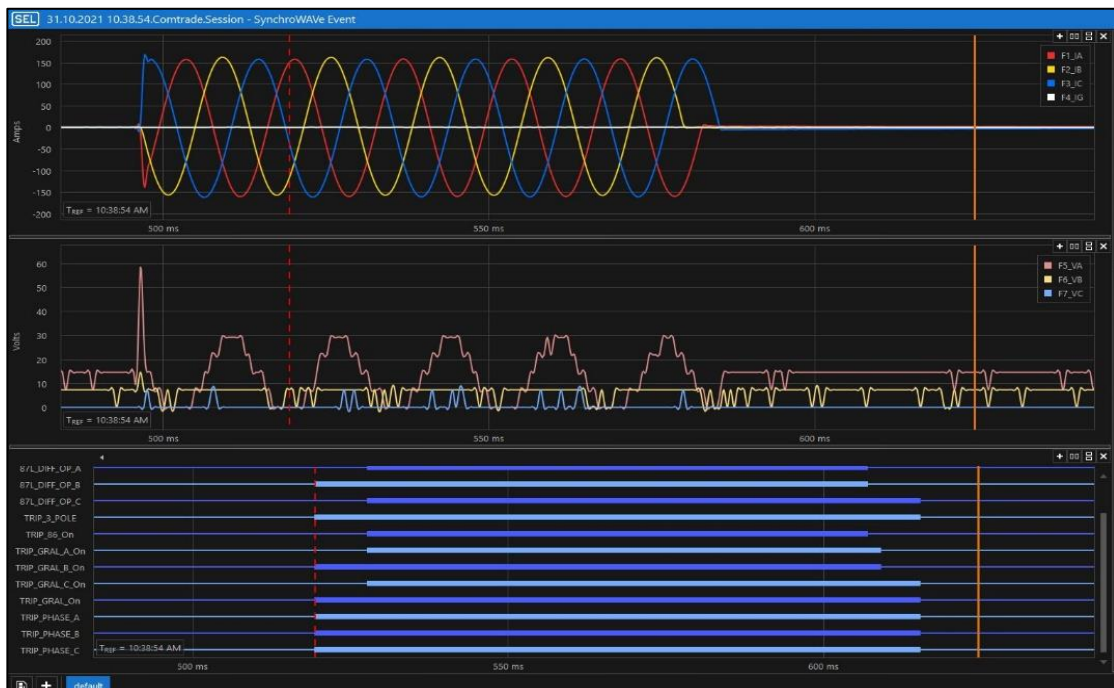 SEL 31.10.2021 10.38.54.Comtrade.Session - SynchroWAVe Event
200
150
100
50
0
-50
-100
-150
-200
Amps
F1_IA
F2_IB
F3_IC
F4_IG
TREF = 10:38:54 AM
500 ms
550 ms
600 ms
60
50
40
30
20
10
0
Volts
F5_VA
F6_VB
F7_VC
TREF = 10:38:54 AM
500 ms
550 ms
600 ms
87L_DIFF_OP_A
87L_DIFF_OP_B
87L_DIFF_OP_C
TRIP_3_POLE
TRIP_86_On
TRIP_GRAL_A_On
TRIP_GRAL_B_On
TRIP_GRAL_C_On
TRIP_GRAL_On
TRIP_PHASE_A
TRIP_PHASE_B
TRIP_PHASE_C
TREF = 10:38:54 AM
500 ms
550 ms
600 ms
default